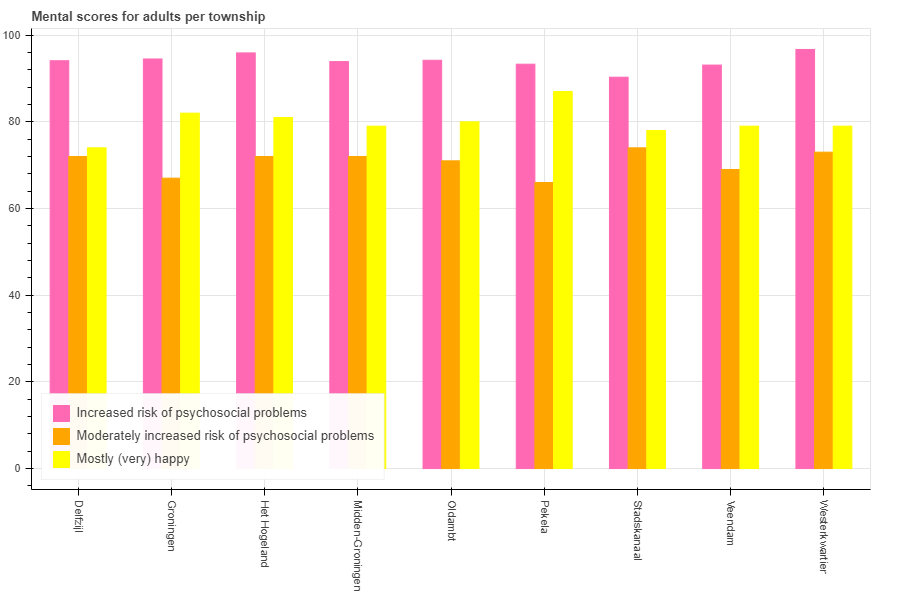 Mental scores for adults per township
100
80
60
40
20
0
Increased risk of psychosocial problems
Moderately increased risk of psychosocial problems
Mostly (very) happy
Delfzijl
Groningen
Het Hogeland
Midden-Groningen
Oldambt
Pekela
Stadskanaal
Veendam
Westerkwartier